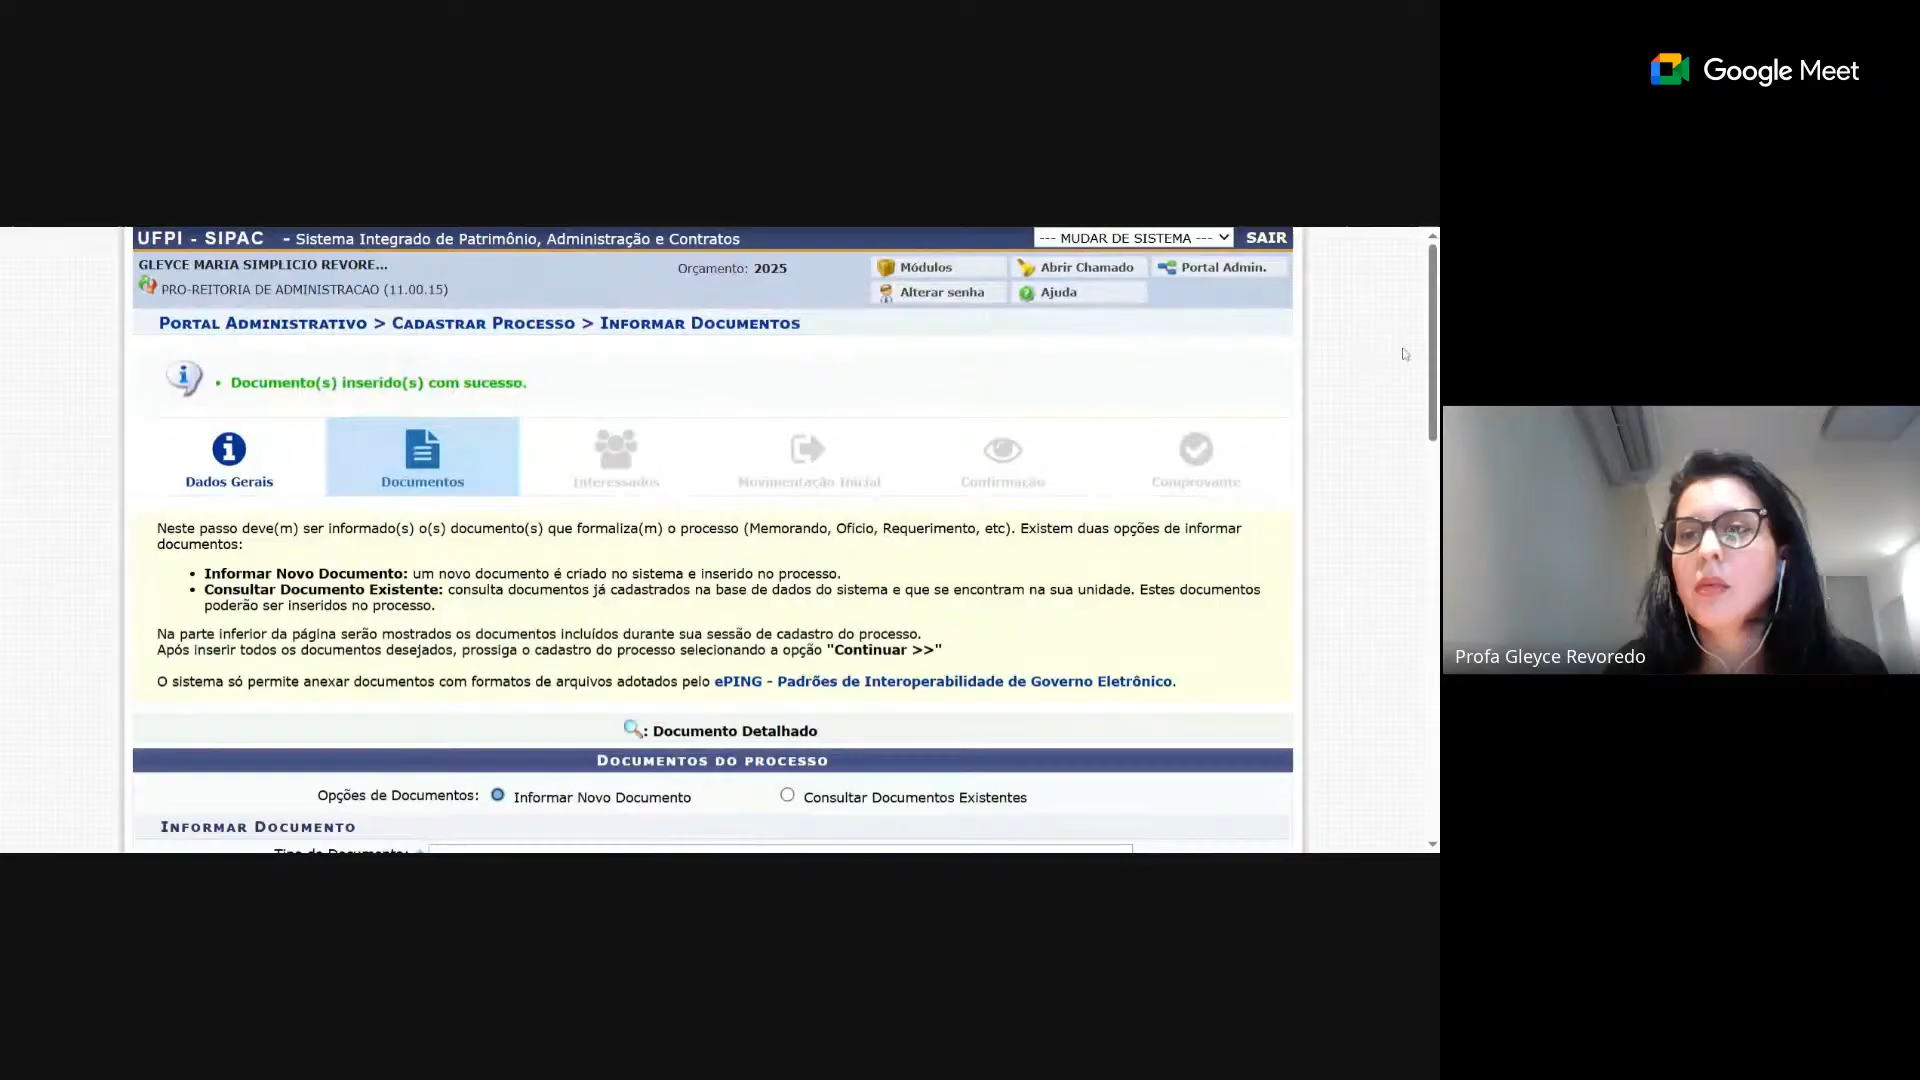 Google Meet
UFPI - SIPAC - Sistema Integrado de Patrimônio, Administração e Contratos
--- MUDAR DE SISTEMA --- SAIR
GLEYCE MARIA SIMPLICIO REVORE...
Orçamento: 2025
Módulos
Abrir Chamado
Portal Admin.
PRO-REITORIA DE ADMINISTRACAO (11.00.15)
Alterar senha
Ajuda
PORTAL ADMINISTRATIVO > CADASTRAR PROCESSO > INFORMAR DOCUMENTOS
• Documento(s) inserido(s) com sucesso.
Dados Gerais
Documentos
Interessados
Movimentação Inicial
Confirmação
Comprovante
Neste passo deve(m) ser informado(s) o(s) documento(s) que formaliza(m) o processo (Memorando, Ofício, Requerimento, etc). Existem duas opções de informar
documentos:
• Informar Novo Documento: um novo documento é criado no sistema e inserido no processo.
• Consultar Documento Existente: consulta documentos já cadastrados na base de dados do sistema e que se encontram na sua unidade. Estes documentos
poderão ser inseridos no processo.
Na parte inferior da página serão mostrados os documentos incluídos durante sua sessão de cadastro do processo.
Após inserir todos os documentos desejados, prossiga o cadastro do processo selecionando a opção "Continuar >>"
O sistema só permite anexar documentos com formatos de arquivos adotados pelo ePING - Padrões de Interoperabilidade de Governo Eletrônico.
: Documento Detalhado
DOCUMENTOS DO PROCESSO
Opções de Documentos: Informar Novo Documento Consultar Documentos Existentes
INFORMAR DOCUMENTO
Tipo do Documento:
Profa Gleyce Revoredo